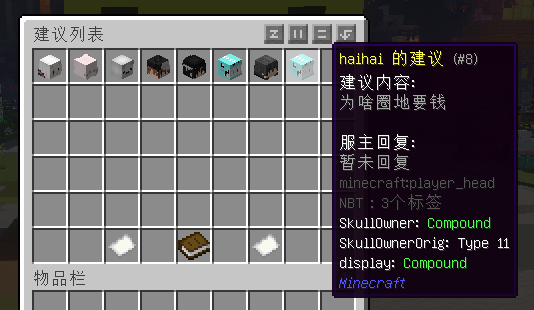 建议列表
haihai 的建议 (#8)
建议内容:
为啥圈地要钱
服主回复:
暂未回复
minecraft:player_head
NBT : 3个标签
SkullOwner: Compound
SkullOwnerOrig: Type 11
display: Compound
Minecraft
物品栏